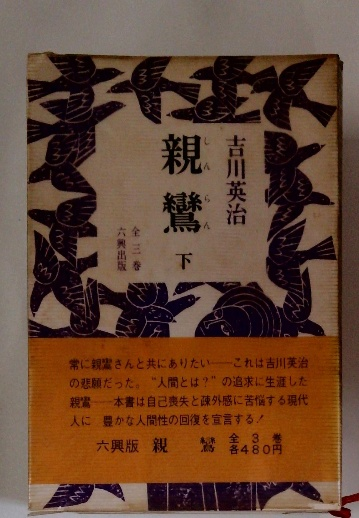 吉川英治
親鸞
しんらん
下
全三巻
六興出版
常に親鸞さんと共にありたい——これは吉川英治
の悲願だった。“人間とは?”の追求に生涯した
親鸞——本書は自己喪失と疎外感に苦悩する現代
人に 豊かな人間性の回復を宣言する!
六興版 親鸞 全3巻
各480円